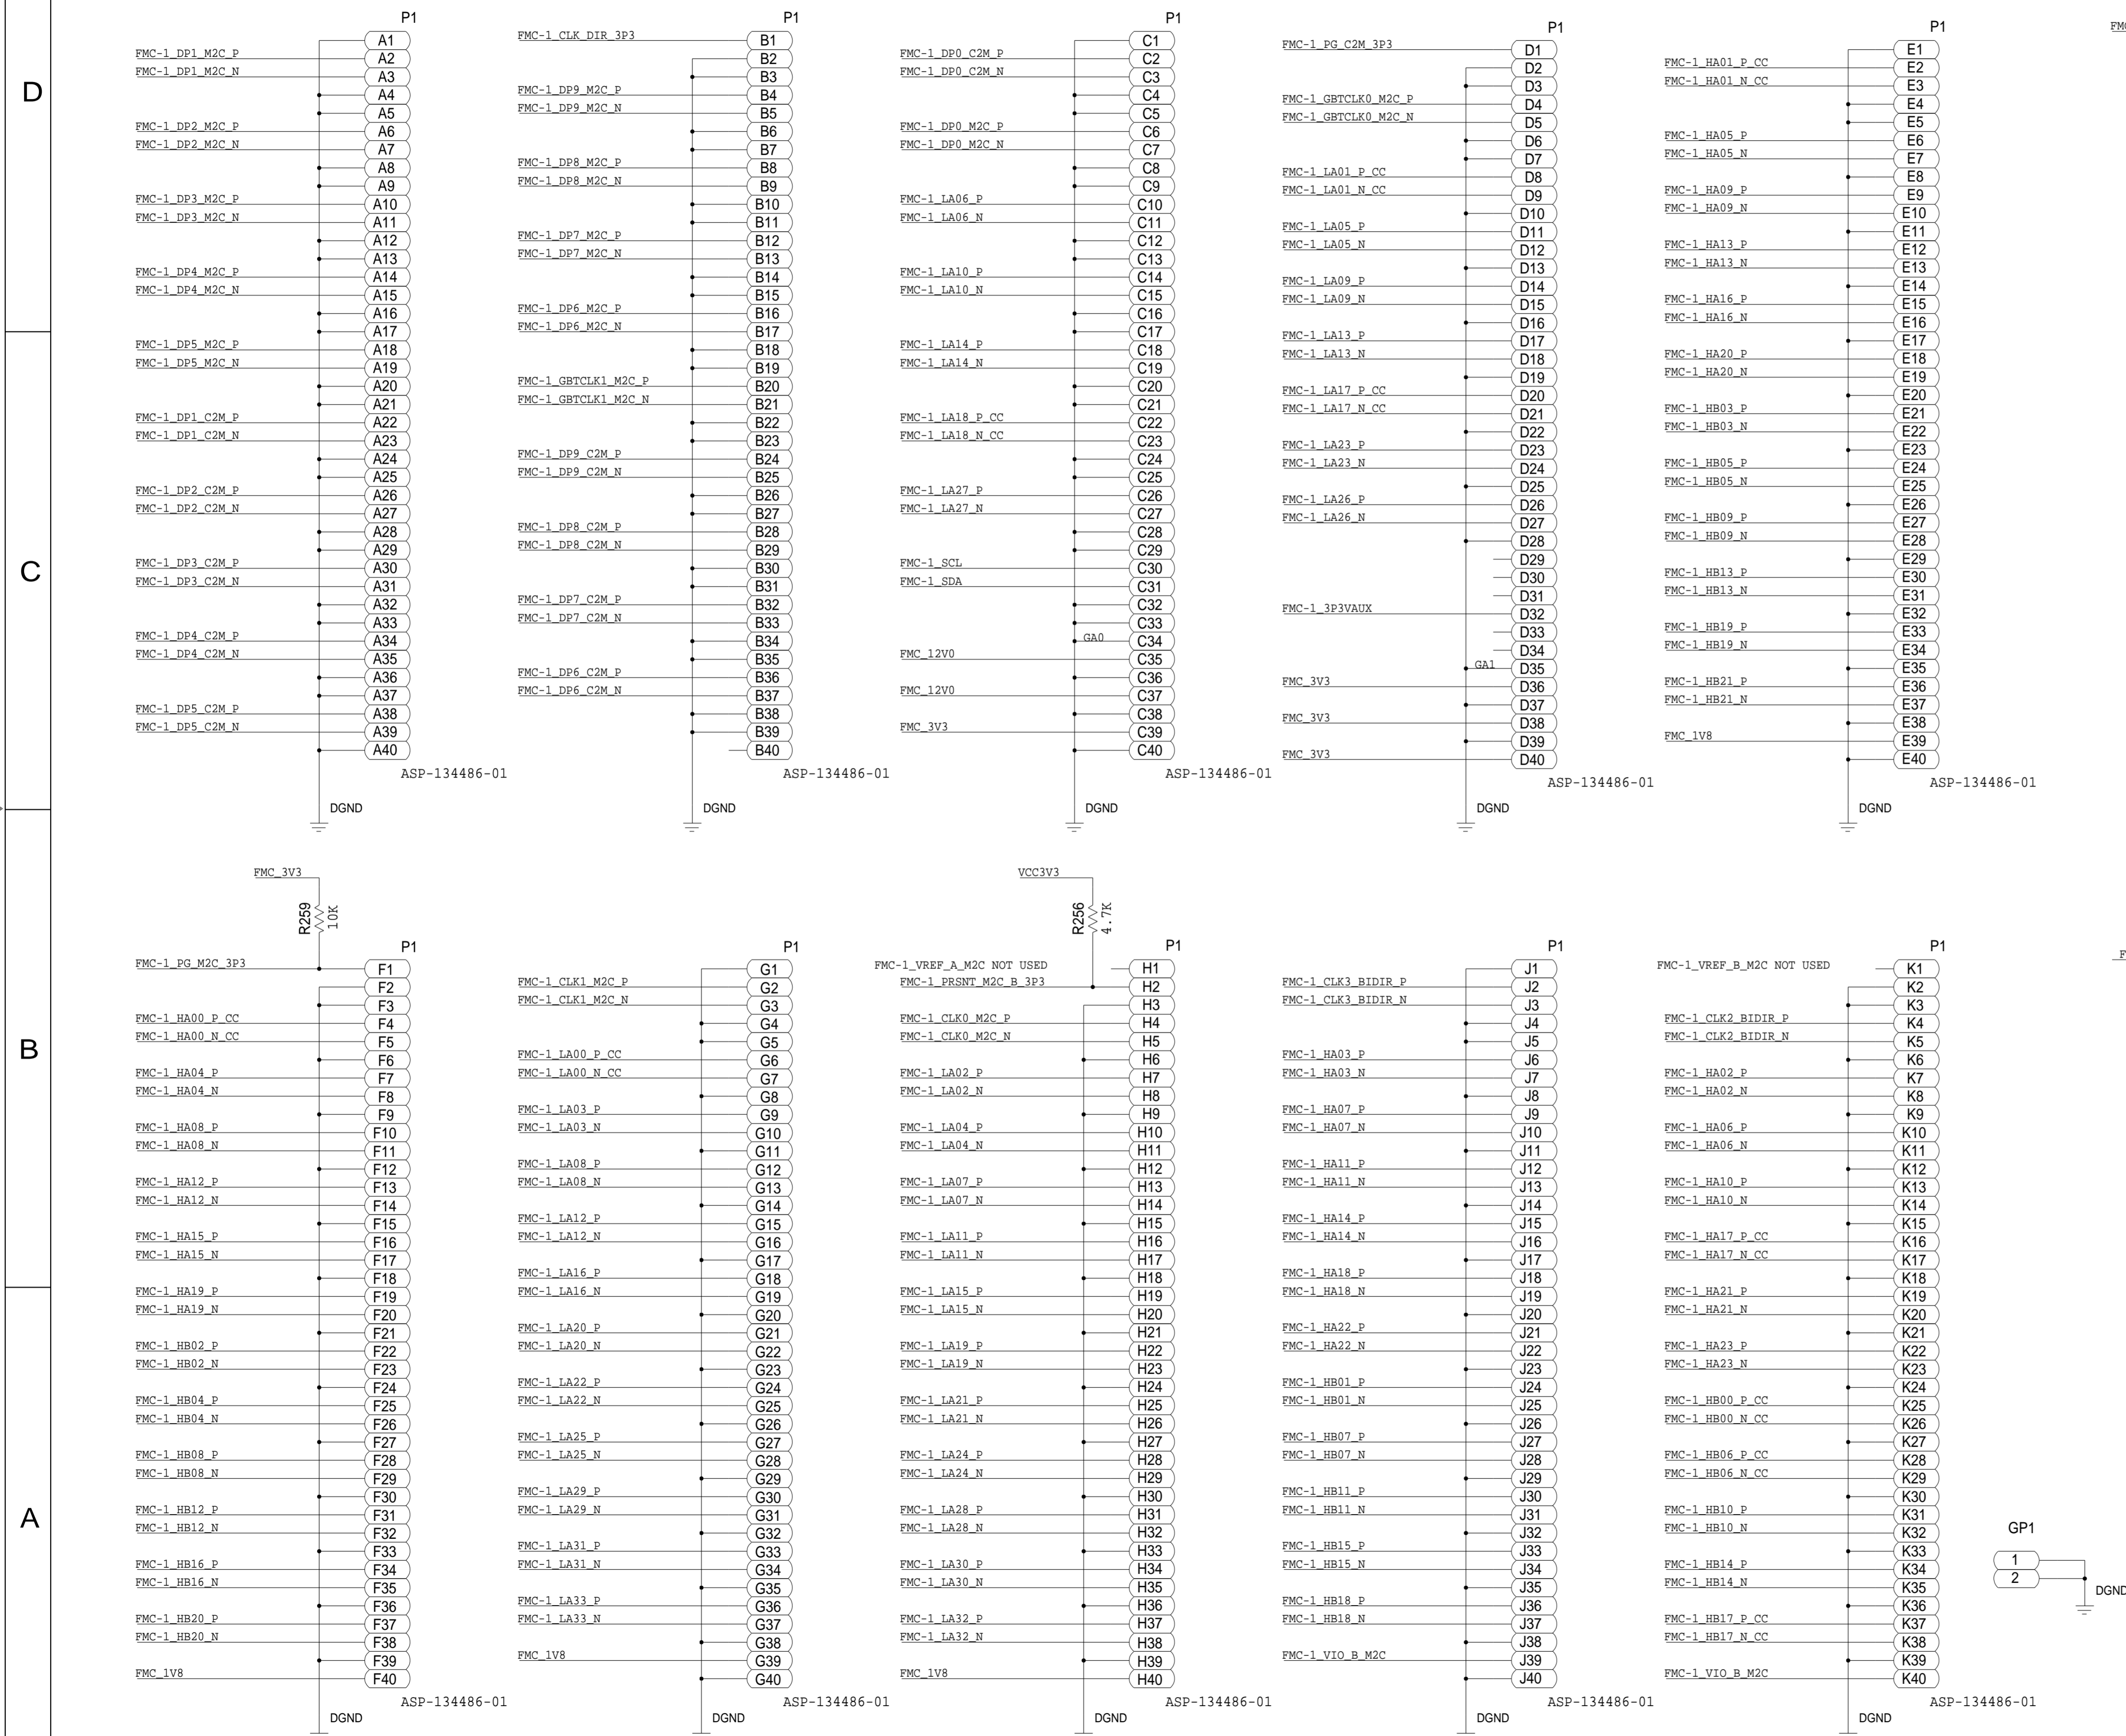 D
P1
A1
FMC-1_DP1_M2C_P A2
FMC-1_DP1_M2C_N A3
A4
A5
FMC-1_DP2_M2C_P A6
FMC-1_DP2_M2C_N A7
A8
A9
FMC-1_DP3_M2C_P A10
FMC-1_DP3_M2C_N A11
A12
A13
FMC-1_DP4_M2C_P A14
FMC-1_DP4_M2C_N A15
A16
A17
FMC-1_DP5_M2C_P A18
FMC-1_DP5_M2C_N A19
A20
A21
FMC-1_DP1_C2M_P A22
FMC-1_DP1_C2M_N A23
A24
A25
FMC-1_DP2_C2M_P A26
FMC-1_DP2_C2M_N A27
A28
A29
FMC-1_DP3_C2M_P A30
FMC-1_DP3_C2M_N A31
A32
A33
FMC-1_DP4_C2M_P A34
FMC-1_DP4_C2M_N A35
A36
A37
FMC-1_DP5_C2M_P A38
FMC-1_DP5_C2M_N A39
A40
ASP-134486-01
DGND
P1
FMC-1_CLK_DIR_3P3 B1
B2
B3
FMC-1_DP9_M2C_P B4
FMC-1_DP9_M2C_N B5
B6
B7
FMC-1_DP8_M2C_P B8
FMC-1_DP8_M2C_N B9
B10
B11
FMC-1_DP7_M2C_P B12
FMC-1_DP7_M2C_N B13
B14
B15
FMC-1_DP6_M2C_P B16
FMC-1_DP6_M2C_N B17
B18
B19
FMC-1_GBTCLK1_M2C_P B20
FMC-1_GBTCLK1_M2C_N B21
B22
B23
FMC-1_DP9_C2M_P B24
FMC-1_DP9_C2M_N B25
B26
B27
FMC-1_DP8_C2M_P B28
FMC-1_DP8_C2M_N B29
B30
B31
FMC-1_DP7_C2M_P B32
FMC-1_DP7_C2M_N B33
B34
B35
FMC-1_DP6_C2M_P B36
FMC-1_DP6_C2M_N B37
B38
B39
B40
ASP-134486-01
DGND
P1
C1
FMC-1_DP0_C2M_P C2
FMC-1_DP0_C2M_N C3
C4
C5
FMC-1_DP0_M2C_P C6
FMC-1_DP0_M2C_N C7
C8
C9
FMC-1_LA06_P C10
FMC-1_LA06_N C11
C12
C13
FMC-1_LA10_P C14
FMC-1_LA10_N C15
C16
C17
FMC-1_LA14_P C18
FMC-1_LA14_N C19
C20
C21
FMC-1_LA18_P_CC C22
FMC-1_LA18_N_CC C23
C24
C25
FMC-1_LA27_P C26
FMC-1_LA27_N C27
C28
C29
FMC-1_SCL C30
FMC-1_SDA C31
C32
C33
GA0 C34
FMC_12V0 C35
C36
FMC_12V0 C37
C38
FMC_3V3 C39
C40
ASP-134486-01
DGND
P1
FMC-1_PG_C2M_3P3 D1
D2
D3
FMC-1_GBTCLK0_M2C_P D4
FMC-1_GBTCLK0_M2C_N D5
D6
D7
FMC-1_LA01_P_CC D8
FMC-1_LA01_N_CC D9
D10
FMC-1_LA05_P D11
FMC-1_LA05_N D12
D13
FMC-1_LA09_P D14
FMC-1_LA09_N D15
D16
FMC-1_LA13_P D17
FMC-1_LA13_N D18
D19
FMC-1_LA17_P_CC D20
FMC-1_LA17_N_CC D21
D22
FMC-1_LA23_P D23
FMC-1_LA23_N D24
D25
FMC-1_LA26_P D26
FMC-1_LA26_N D27
D28
D29
D30
D31
FMC-1_3P3VAUX D32
D33
D34
GA1 D35
FMC_3V3 D36
D37
FMC_3V3 D38
D39
FMC_3V3 D40
ASP-134486-01
DGND
P1
E1
FMC-1_HA01_P_CC E2
FMC-1_HA01_N_CC E3
E4
E5
FMC-1_HA05_P E6
FMC-1_HA05_N E7
E8
FMC-1_HA09_P E9
FMC-1_HA09_N E10
E11
FMC-1_HA13_P E12
FMC-1_HA13_N E13
E14
FMC-1_HA16_P E15
FMC-1_HA16_N E16
E17
FMC-1_HA20_P E18
FMC-1_HA20_N E19
E20
FMC-1_HB03_P E21
FMC-1_HB03_N E22
E23
FMC-1_HB05_P E24
FMC-1_HB05_N E25
E26
FMC-1_HB09_P E27
FMC-1_HB09_N E28
E29
FMC-1_HB13_P E30
FMC-1_HB13_N E31
E32
FMC-1_HB19_P E33
FMC-1_HB19_N E34
E35
FMC-1_HB21_P E36
FMC-1_HB21_N E37
E38
FMC_1V8 E39
E40
ASP-134486-01
DGND
C
B
FMC_3V3
R259
10K
P1
FMC-1_PG_M2C_3P3 F1
F2
F3
FMC-1_HA00_P_CC F4
FMC-1_HA00_N_CC F5
F6
FMC-1_HA04_P F7
FMC-1_HA04_N F8
F9
FMC-1_HA08_P F10
FMC-1_HA08_N F11
F12
FMC-1_HA12_P F13
FMC-1_HA12_N F14
F15
FMC-1_HA15_P F16
FMC-1_HA15_N F17
F18
FMC-1_HA19_P F19
FMC-1_HA19_N F20
F21
FMC-1_HB02_P F22
FMC-1_HB02_N F23
F24
FMC-1_HB04_P F25
FMC-1_HB04_N F26
F27
FMC-1_HB08_P F28
FMC-1_HB08_N F29
F30
FMC-1_HB12_P F31
FMC-1_HB12_N F32
F33
FMC-1_HB16_P F34
FMC-1_HB16_N F35
F36
FMC-1_HB20_P F37
FMC-1_HB20_N F38
F39
FMC_1V8 F40
ASP-134486-01
DGND
P1
G1
FMC-1_CLK1_M2C_P G2
FMC-1_CLK1_M2C_N G3
G4
G5
FMC-1_LA00_P_CC G6
FMC-1_LA00_N_CC G7
G8
FMC-1_LA03_P G9
FMC-1_LA03_N G10
G11
FMC-1_LA08_P G12
FMC-1_LA08_N G13
G14
FMC-1_LA12_P G15
FMC-1_LA12_N G16
G17
FMC-1_LA16_P G18
FMC-1_LA16_N G19
G20
FMC-1_LA20_P G21
FMC-1_LA20_N G22
G23
FMC-1_LA22_P G24
FMC-1_LA22_N G25
G26
FMC-1_LA25_P G27
FMC-1_LA25_N G28
G29
FMC-1_LA29_P G30
FMC-1_LA29_N G31
G32
FMC-1_LA31_P G33
FMC-1_LA31_N G34
G35
FMC-1_LA33_P G36
FMC-1_LA33_N G37
G38
FMC_1V8 G39
G40
ASP-134486-01
DGND
VCC3V3
R256
4.7K
P1
FMC-1_VREF_A_M2C NOT USED H1
FMC-1_PRSNT_M2C_B_3P3 H2
H3
FMC-1_CLK0_M2C_P H4
FMC-1_CLK0_M2C_N H5
H6
FMC-1_LA02_P H7
FMC-1_LA02_N H8
H9
FMC-1_LA04_P H10
FMC-1_LA04_N H11
H12
FMC-1_LA07_P H13
FMC-1_LA07_N H14
H15
FMC-1_LA11_P H16
FMC-1_LA11_N H17
H18
FMC-1_LA15_P H19
FMC-1_LA15_N H20
H21
FMC-1_LA19_P H22
FMC-1_LA19_N H23
H24
FMC-1_LA21_P H25
FMC-1_LA21_N H26
H27
FMC-1_LA24_P H28
FMC-1_LA24_N H29
H30
FMC-1_LA28_P H31
FMC-1_LA28_N H32
H33
FMC-1_LA30_P H34
FMC-1_LA30_N H35
H36
FMC-1_LA32_P H37
FMC-1_LA32_N H38
H39
FMC_1V8 H40
ASP-134486-01
DGND
P1
J1
FMC-1_CLK3_BIDIR_P J2
FMC-1_CLK3_BIDIR_N J3
J4
J5
FMC-1_HA03_P J6
FMC-1_HA03_N J7
J8
FMC-1_HA07_P J9
FMC-1_HA07_N J10
J11
FMC-1_HA11_P J12
FMC-1_HA11_N J13
J14
FMC-1_HA14_P J15
FMC-1_HA14_N J16
J17
FMC-1_HA18_P J18
FMC-1_HA18_N J19
J20
FMC-1_HA22_P J21
FMC-1_HA22_N J22
J23
FMC-1_HB01_P J24
FMC-1_HB01_N J25
J26
FMC-1_HB07_P J27
FMC-1_HB07_N J28
J29
FMC-1_HB11_P J30
FMC-1_HB11_N J31
J32
FMC-1_HB15_P J33
FMC-1_HB15_N J34
J35
FMC-1_HB18_P J36
FMC-1_HB18_N J37
J38
FMC-1_VIO_B_M2C J39
J40
ASP-134486-01
DGND
P1
FMC-1_VREF_B_M2C NOT USED K1
K2
K3
FMC-1_CLK2_BIDIR_P K4
FMC-1_CLK2_BIDIR_N K5
K6
FMC-1_HA02_P K7
FMC-1_HA02_N K8
K9
FMC-1_HA06_P K10
FMC-1_HA06_N K11
K12
FMC-1_HA10_P K13
FMC-1_HA10_N K14
K15
FMC-1_HA17_P_CC K16
FMC-1_HA17_N_CC K17
K18
FMC-1_HA21_P K19
FMC-1_HA21_N K20
K21
FMC-1_HA23_P K22
FMC-1_HA23_N K23
K24
FMC-1_HB00_P_CC K25
FMC-1_HB00_N_CC K26
K27
FMC-1_HB06_P_CC K28
FMC-1_HB06_N_CC K29
K30
FMC-1_HB10_P K31
FMC-1_HB10_N K32
K33
FMC-1_HB14_P K34
FMC-1_HB14_N K35
K36
FMC-1_HB17_P_CC K37
FMC-1_HB17_N_CC K38
K39
FMC-1_VIO_B_M2C K40
ASP-134486-01
DGND
A
GP1
1
2
DGND